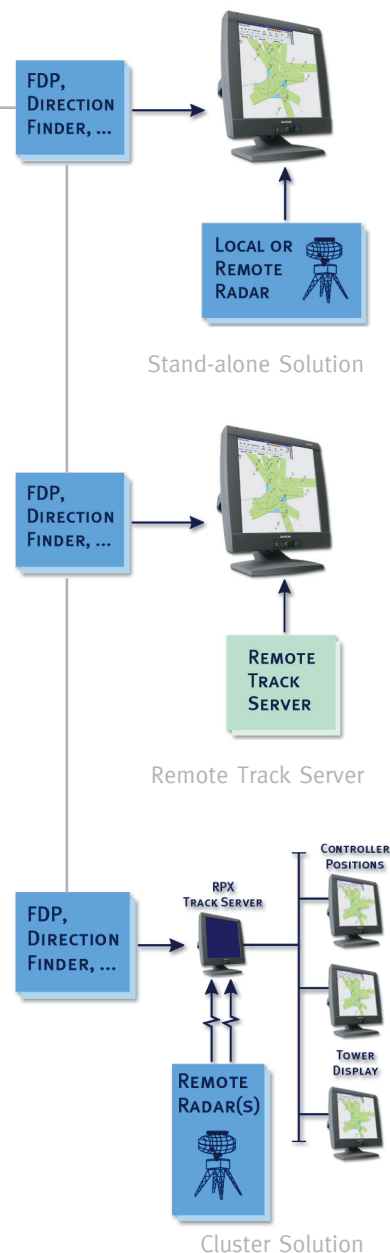 FDP,
DIRECTION
FINDER, ...
LOCAL OR
REMOTE
RADAR
Stand-alone Solution
FDP,
DIRECTION
FINDER, ...
REMOTE
TRACK
SERVER
Remote Track Server
CONTROLLER
POSITIONS
RPX
TRACK SERVER
FDP,
DIRECTION
FINDER, ...
TOWER
DISPLAY
REMOTE
RADAR(S)
Cluster Solution